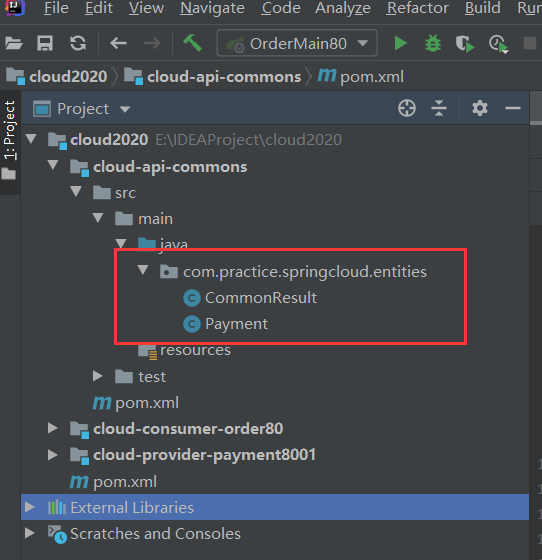 File Edit View Navigate Code Analyze Refactor Build Run
OrderMain80
cloud2020 cloud-api-commons m pom.xml
1: Project
Project
cloud2020 E:\IDEAProject\cloud2020
cloud-api-commons
src
main
java
com.practice.springcloud.entities
C CommonResult
C Payment
resources
test
m pom.xml
cloud-consumer-order80
cloud-provider-payment8001
m pom.xml
External Libraries
Scratches and Consoles